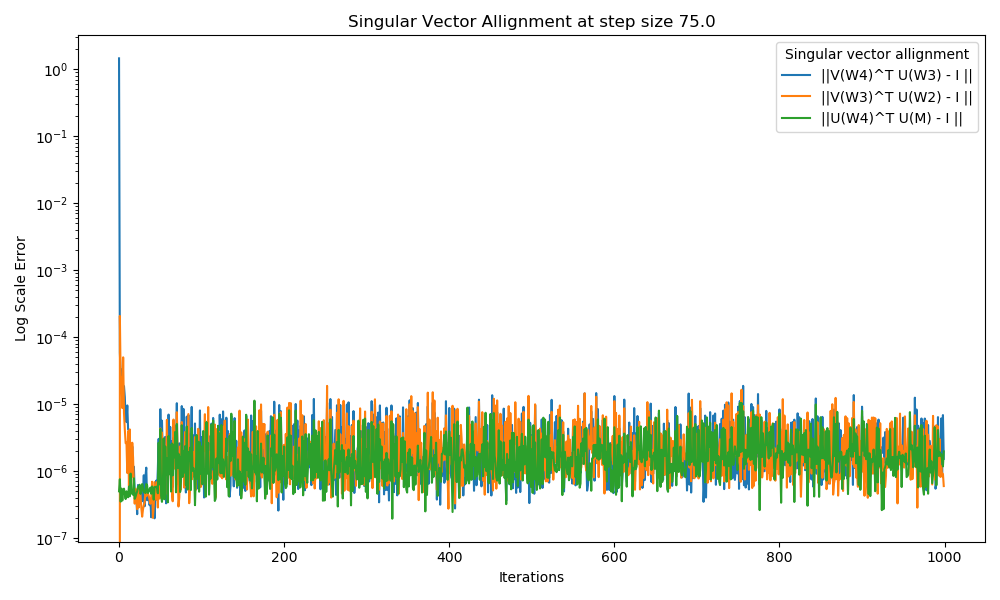 Singular Vector Allignment at step size 75.0
Singular vector allignment
||V(W4)^T U(W3) - I ||
||V(W3)^T U(W2) - I ||
||U(W4)^T U(M) - I ||
Log Scale Error
10^0
10^-1
10^-2
10^-3
10^-4
10^-5
10^-6
10^-7
0 200 400 600 800 1000
Iterations